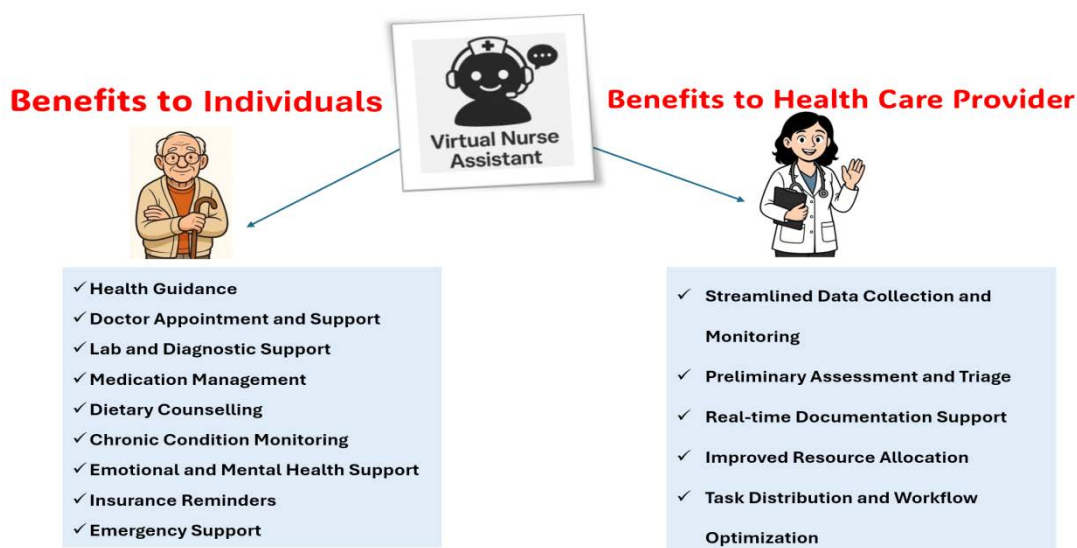 Virtual Nurse
Assistant
Benefits to Individuals
✓ Health Guidance
✓ Doctor Appointment and Support
✓ Lab and Diagnostic Support
✓ Medication Management
✓ Dietary Counselling
✓ Chronic Condition Monitoring
✓ Emotional and Mental Health Support
✓ Insurance Reminders
✓ Emergency Support
Benefits to Health Care Provider
✓ Streamlined Data Collection and
Monitoring
✓ Preliminary Assessment and Triage
✓ Real-time Documentation Support
✓ Improved Resource Allocation
✓ Task Distribution and Workflow
Optimization